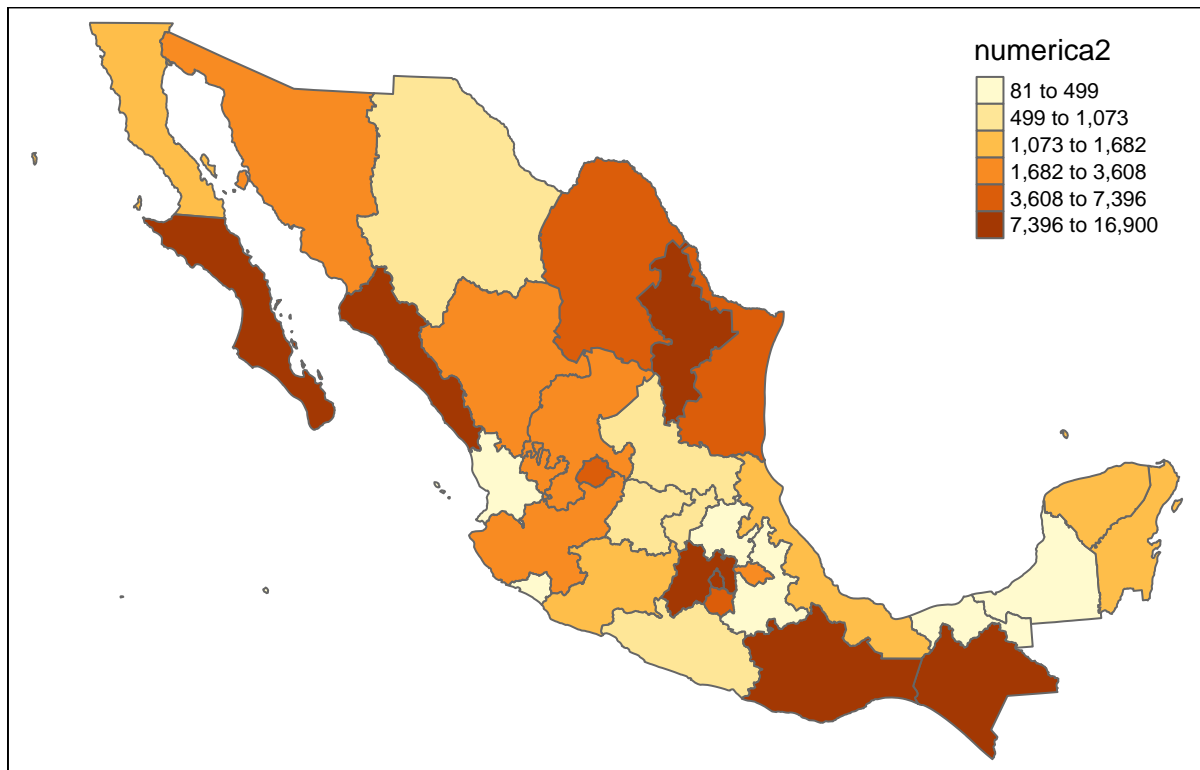 numerica2
81 to 499
499 to 1,073
1,073 to 1,682
1,682 to 3,608
3,608 to 7,396
7,396 to 16,900